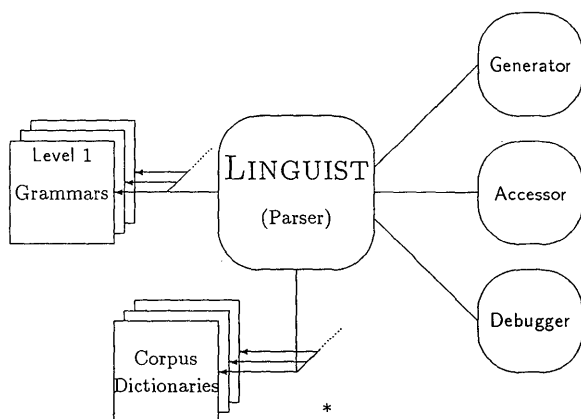 Generator
Level 1
Grammars
LINGUIST
(Parser)
Accessor
Debugger
Corpus
Dictionaries
*